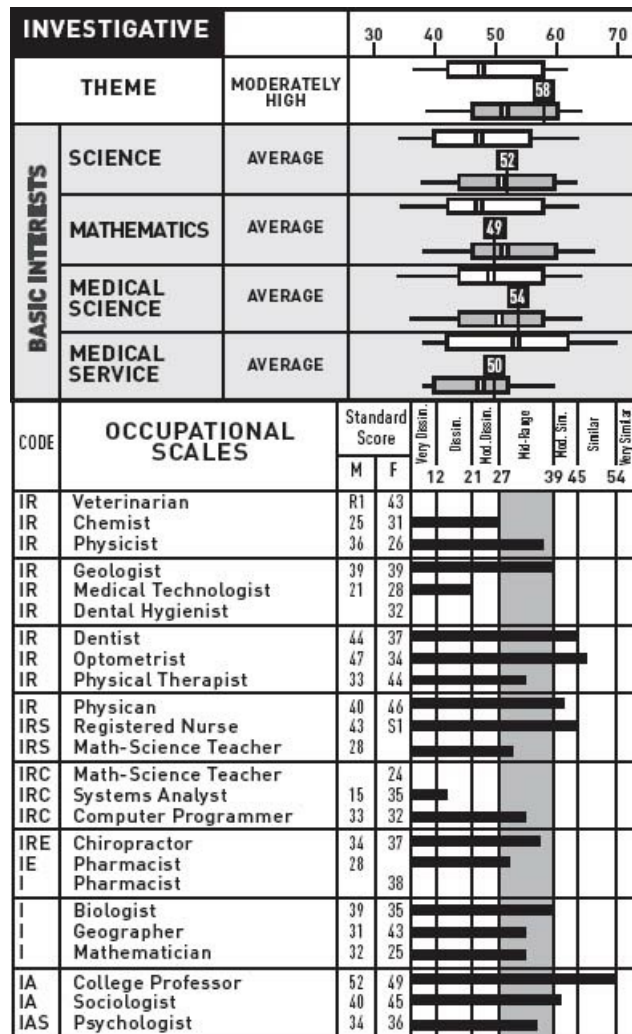 INVESTIGATIVE 30 40 50 60 70
THEME MODERATELY HIGH 58
BASIC INTERESTS
SCIENCE AVERAGE 52
MATHEMATICS AVERAGE 49
MEDICAL SCIENCE AVERAGE 54
MEDICAL SERVICE AVERAGE 50
CODE OCCUPATIONAL SCALES Standard Score M F Very Dissin. Dissin. Mod. Dissin. Mid-Range Mod. Sin. Similar Very Similar
12 21 27 39 45 54
IR Veterinarian R1 43
IR Chemist 25 31
IR Physicist 36 26
IR Geologist 39 39
IR Medical Technologist 21 28
IR Dental Hygienist 32
IR Dentist 44 37
IR Optometrist 47 34
IR Physical Therapist 33 44
IR Physican 40 46
IRS Registered Nurse 43 S1
IRS Math-Science Teacher 28
IRC Math-Science Teacher 24
IRC Systems Analyst 15 35
IRC Computer Programmer 33 32
IRE Chiropractor 34 37
IE Pharmacist 28
I Pharmacist 38
I Biologist 39 35
I Geographer 31 43
I Mathematician 32 25
IA College Professor 52 49
IA Sociologist 40 45
IAS Psychologist 34 36